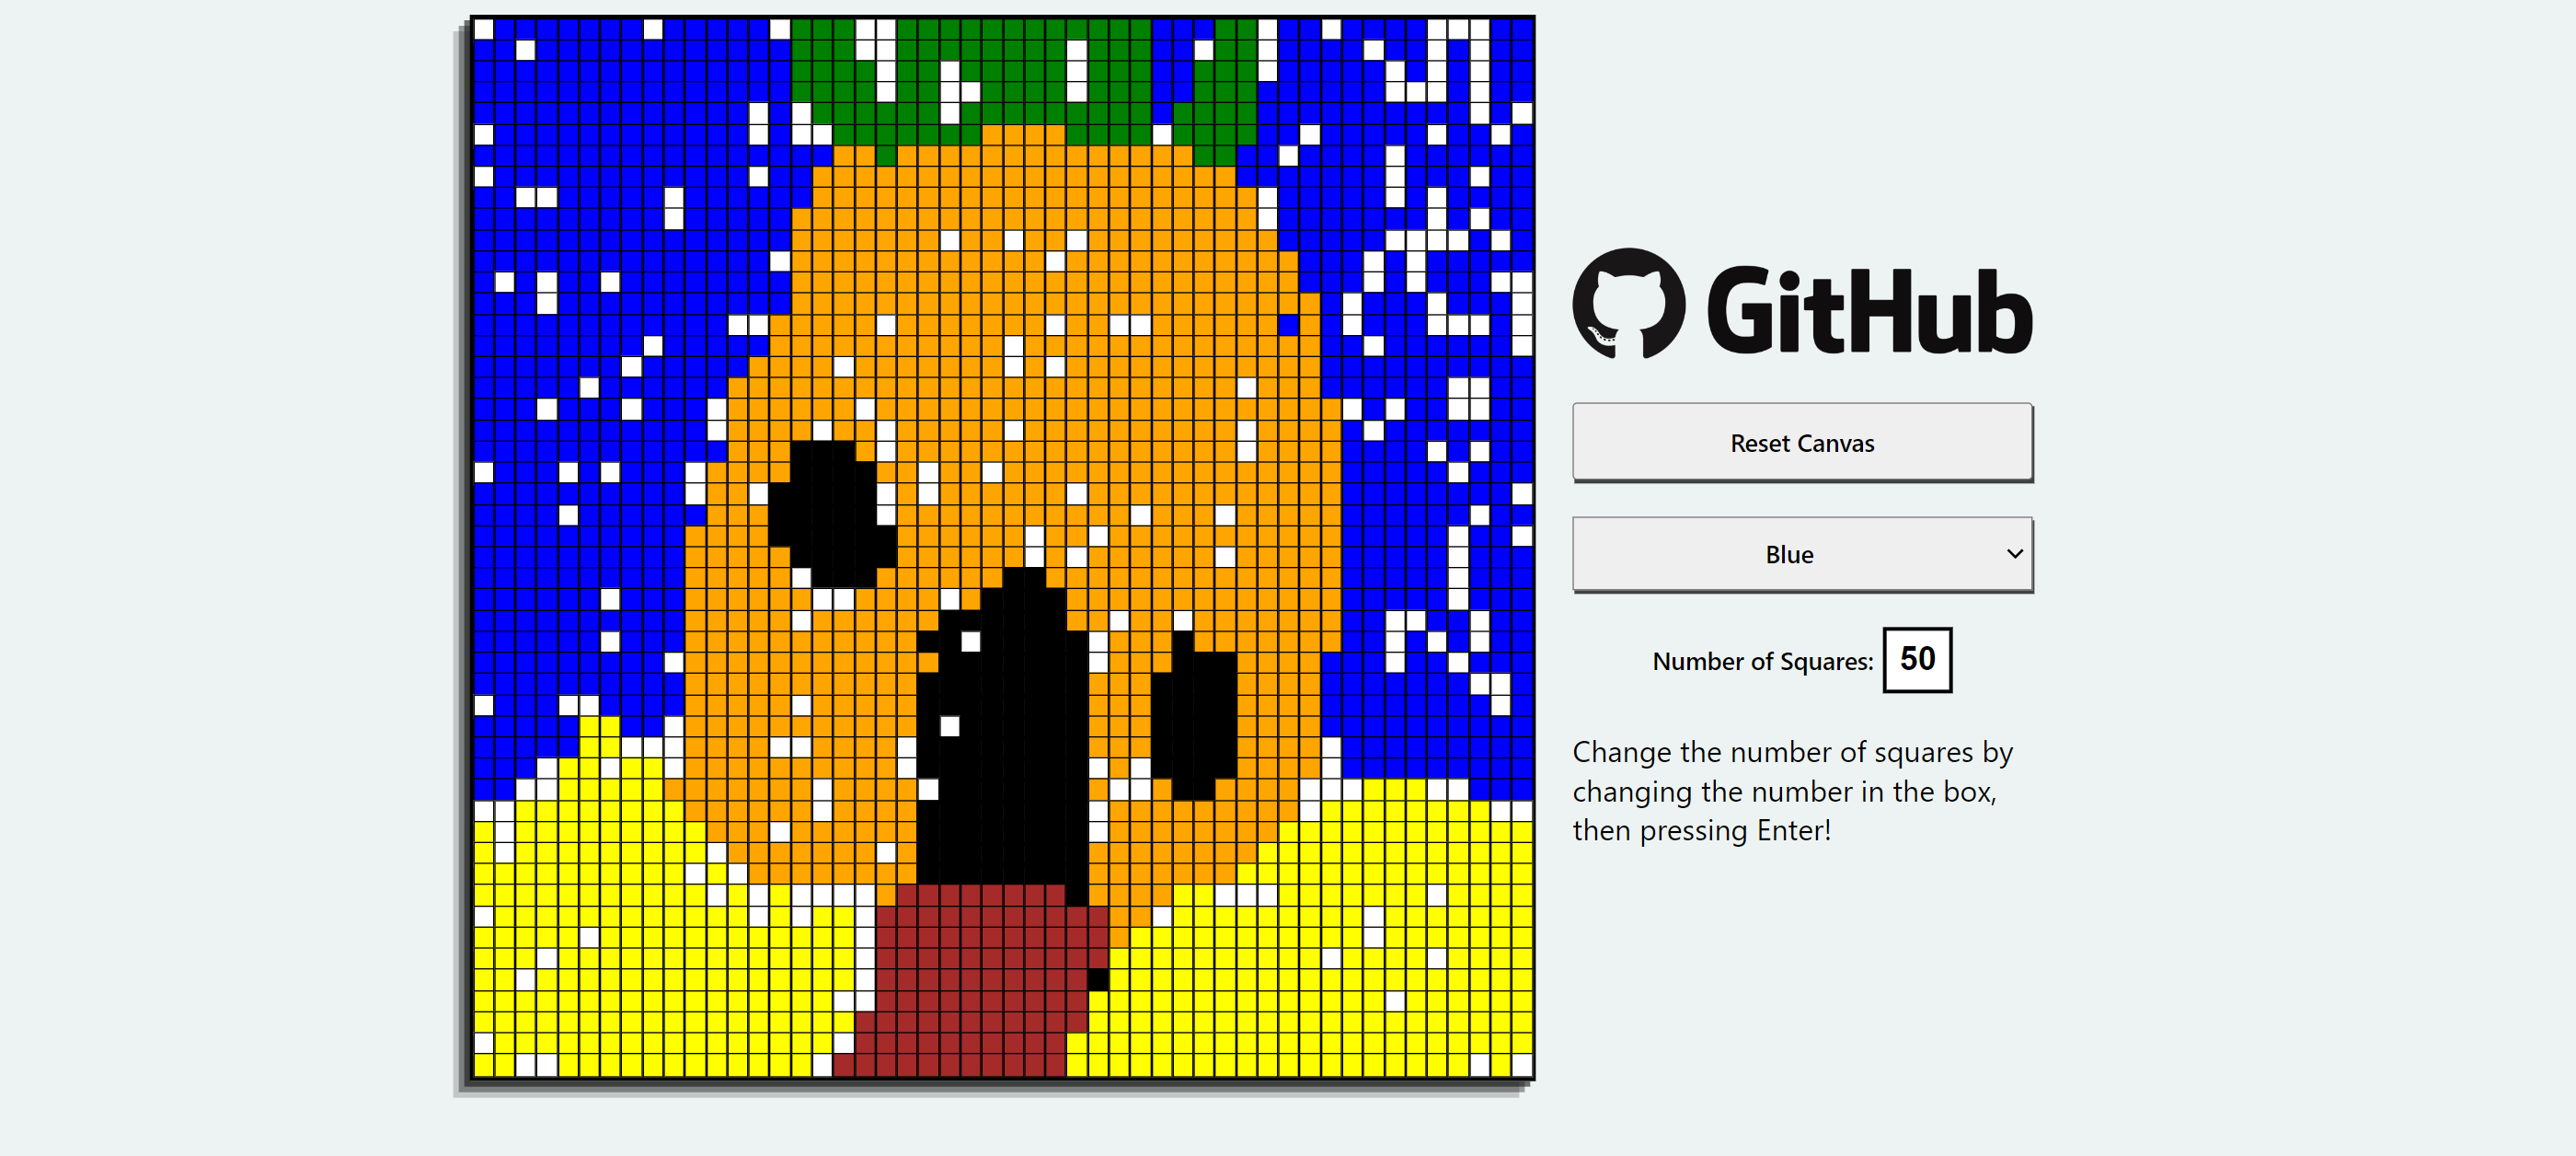 GitHub
Reset Canvas
Blue
Number of Squares: 50
Change the number of squares by
changing the number in the box,
then pressing Enter!